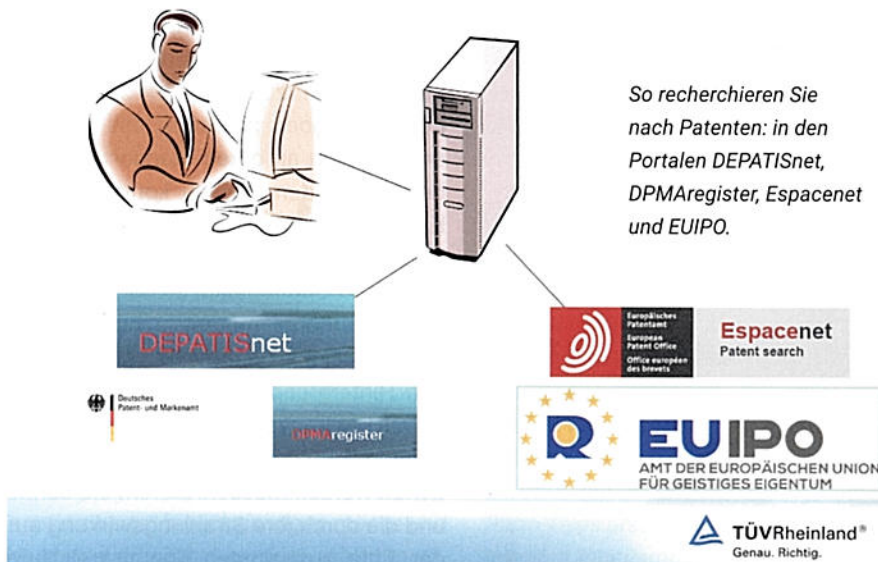 So recherchieren Sie
nach Patenten: in den
Portalen DEPATISnet,
DPMAregister, Espacenet
und EUIPO.
DEPATISnet
Europäisches
Patentamt
European
Patent Office
Office européen
des brevets
Espacenet
Patent search
Deutsches
Patent- und Markenamt
DPMAregister
EUIPO
AMT DER EUROPÄISCHEN UNION
FÜR GEISTIGES EIGENTUM
TÜVRheinland®
Genau. Richtig.